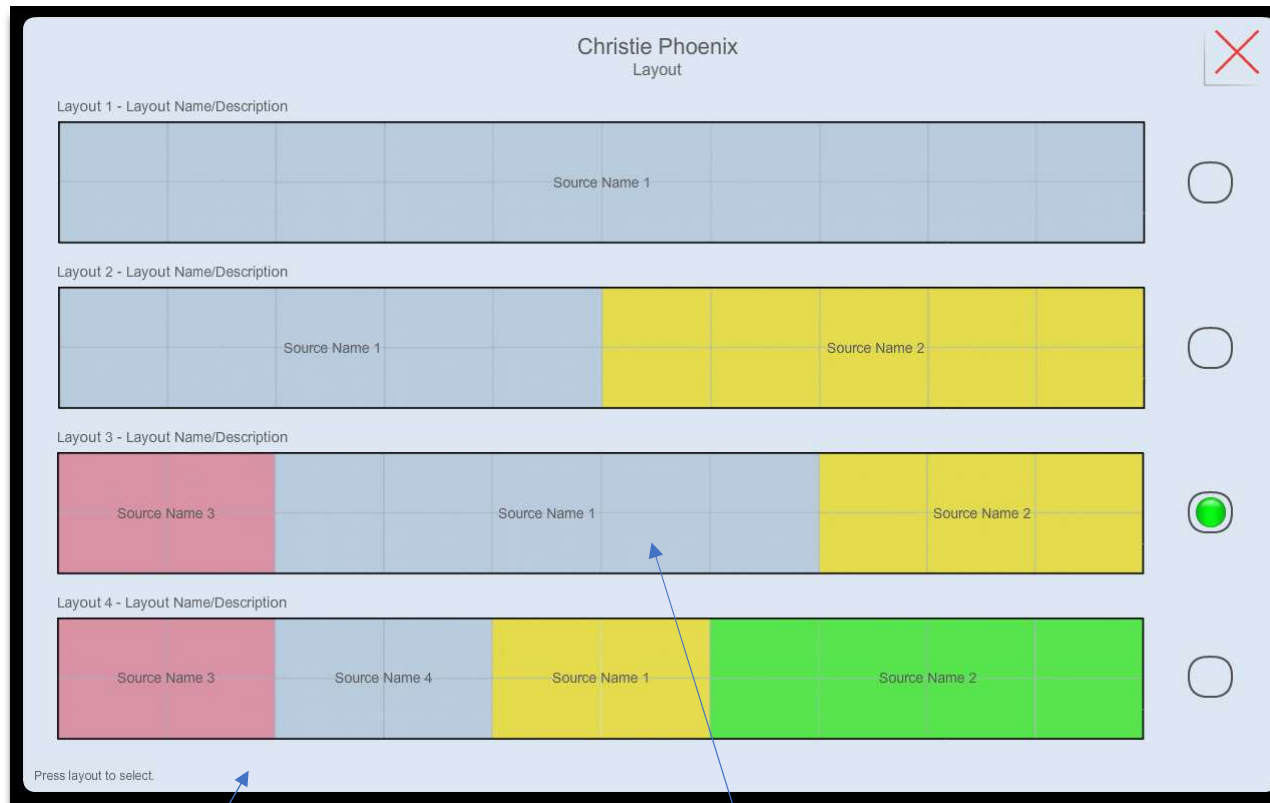 Christie Phoenix
Layout
Layout 1 - Layout Name/Description
Source Name 1
Layout 2 - Layout Name/Description
Source Name 1 Source Name 2
Layout 3 - Layout Name/Description
Source Name 3 Source Name 1 Source Name 2
Layout 4 - Layout Name/Description
Source Name 3 Source Name 4 Source Name 1 Source Name 2
Press layout to select.